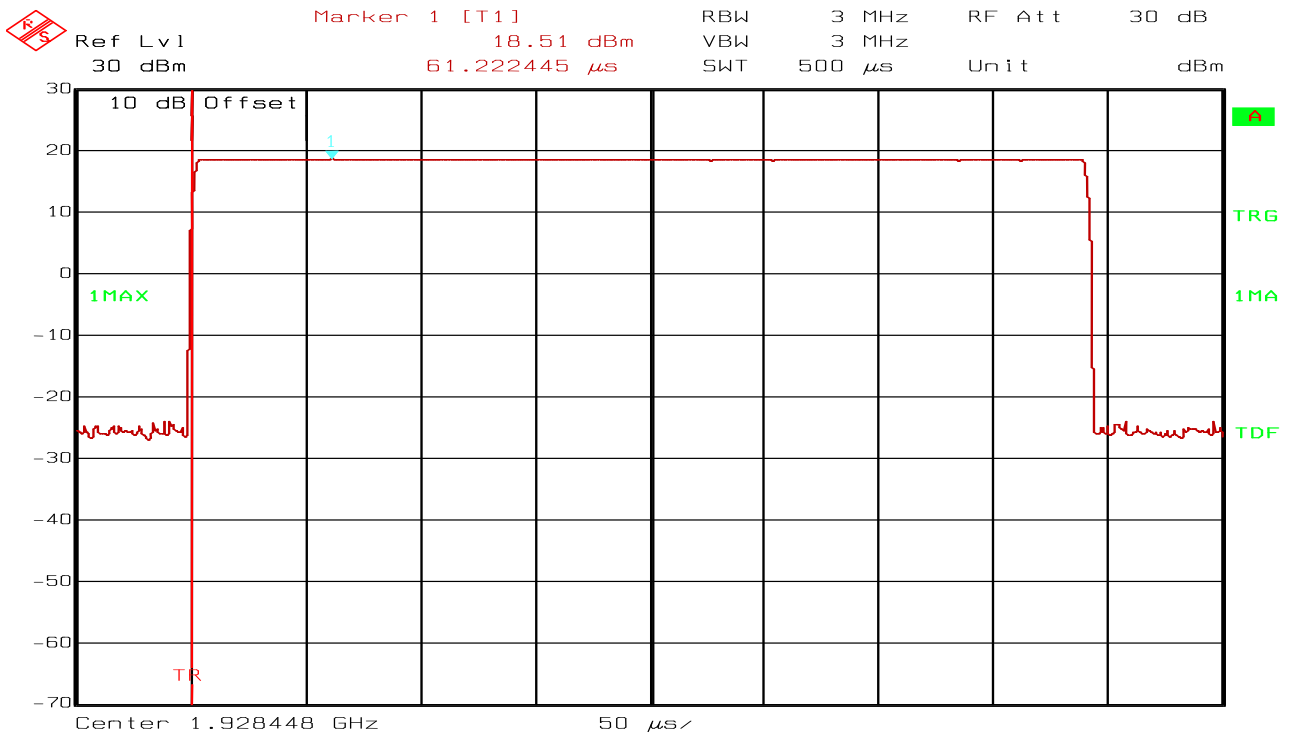 R S
Marker 1 [T1] RBW 3 MHz RF Att 30 dB
Ref Lvl 18.51 dBm VBW 3 MHz
30 dBm 61.222445 µs SWT 500 µs Unit dBm
30
10 dB Offset
A
1
20
10
TRG
0
1MAX
1MA
-10
-20
TDF
-30
-40
-50
-60
TR
-70
Center 1.928448 GHz 50 µs/